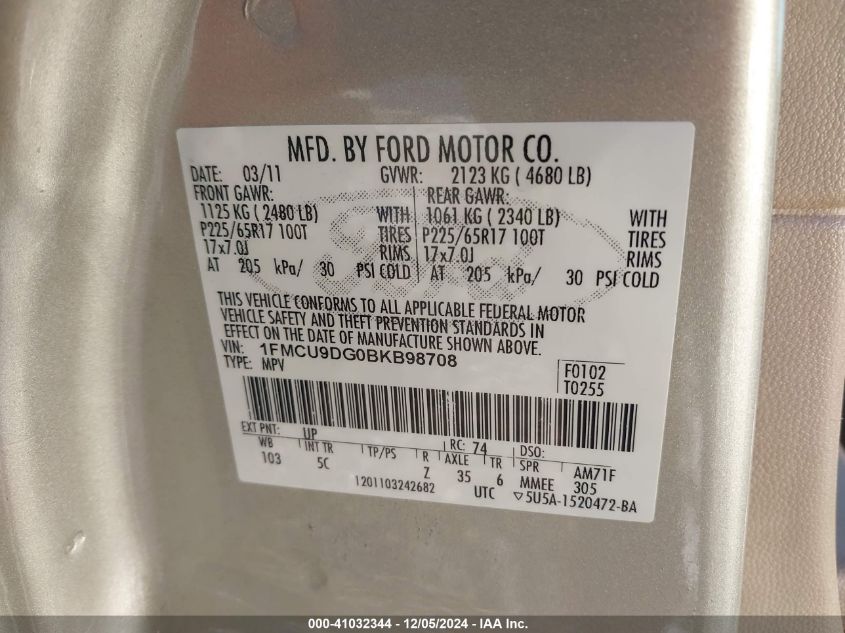 MFD. BY FORD MOTOR CO.
DATE: 03/11 GVWR: 2123 KG ( 4680 LB)
FRONT GAWR: REAR GAWR:
1125 KG ( 2480 LB) WITH 1061 KG ( 2340 LB) WITH
P225/65R17 100T TIRES P225/65R17 100T TIRES
17x7.0J RIMS 17x7.0J RIMS
AT 205 kPa/ 30 PSI COLD AT 205 kPa/ 30 PSI COLD
THIS VEHICLE CONFORMS TO ALL APPLICABLE FEDERAL MOTOR
VEHICLE SAFETY AND THEFT PREVENTION STANDARDS IN
EFFECT ON THE DATE OF MANUFACTURE SHOWN ABOVE.
VIN: 1FMCU9DG0BKB98708 F0102
TYPE: MPV T0255
EXT PNT: UP RC: 74 DSO:
WB INT TR TP/PS R AXLE TR SPR AM71F
103 5C Z 35 6 MMEE 305
1201103242682 UTC ▽5U5A-1520472-BA
000-41032344 - 12/05/2024 - IAA Inc.